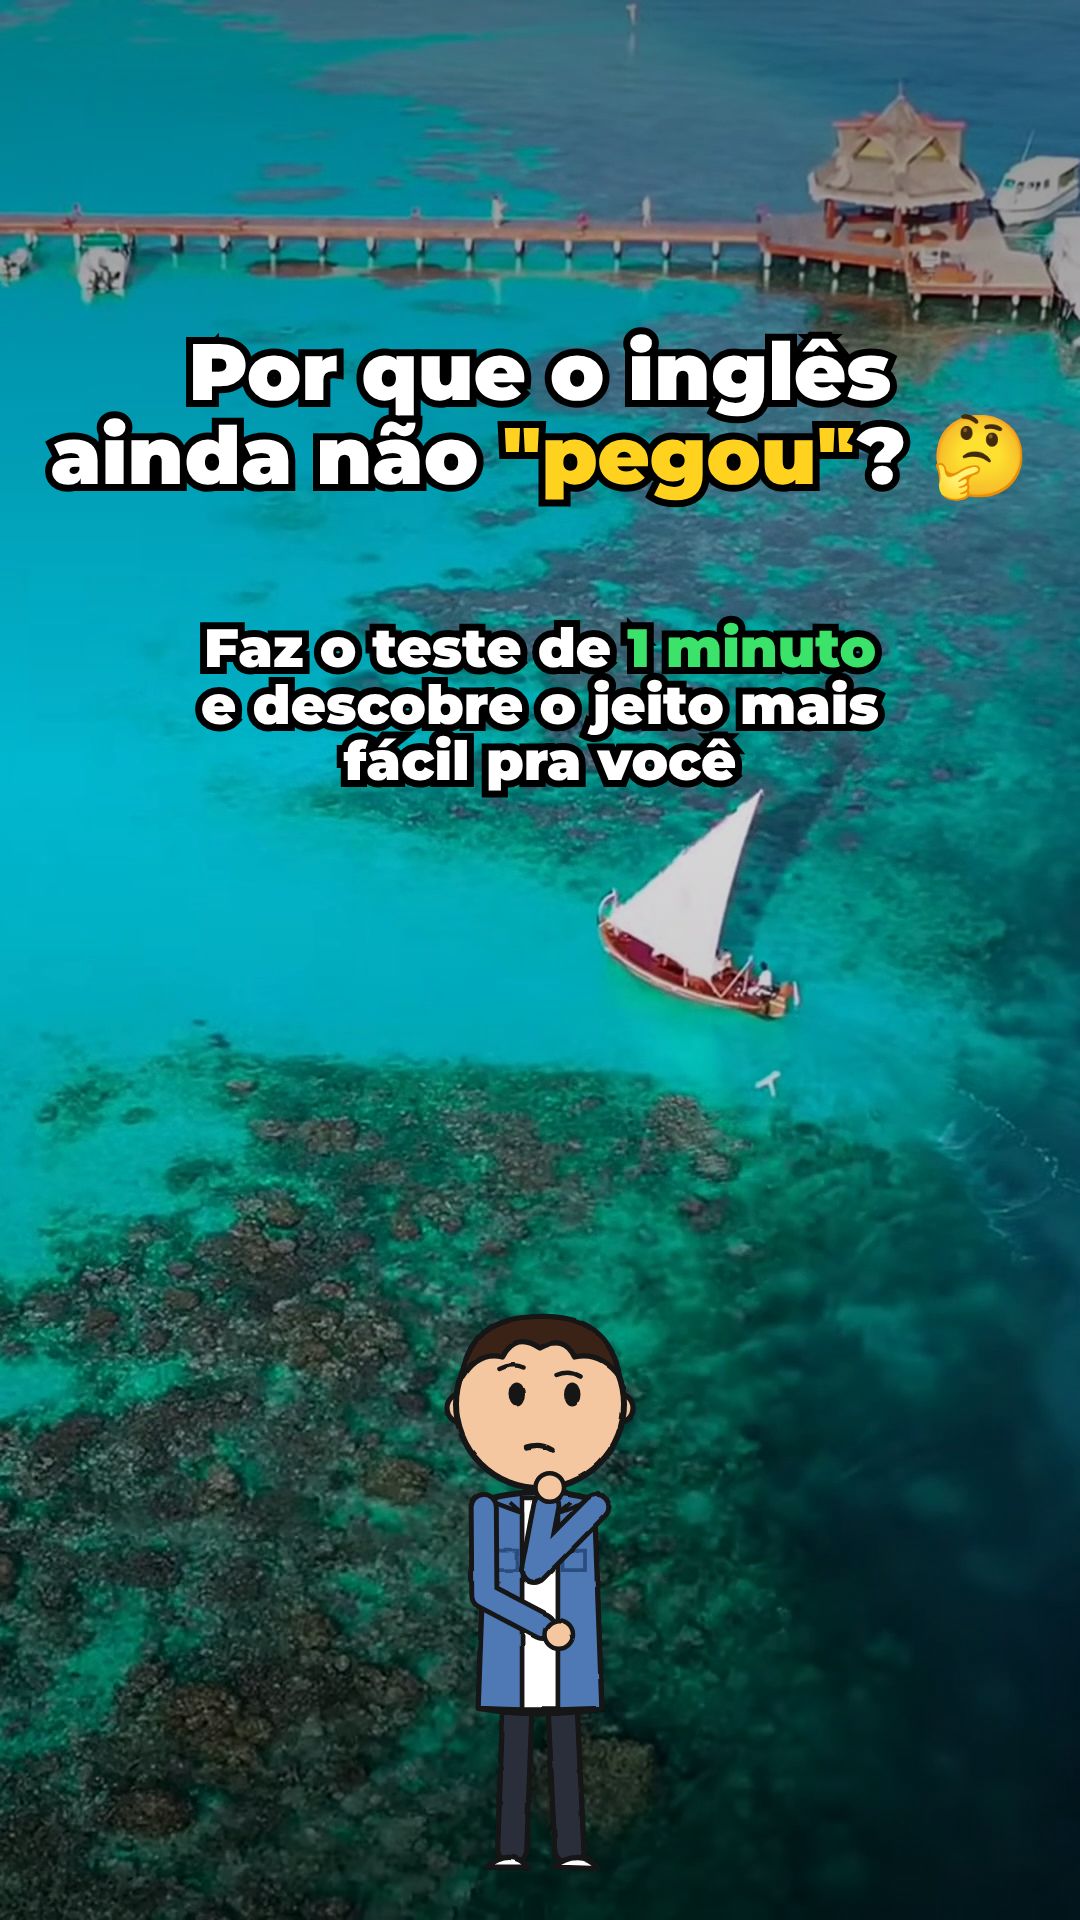 Por que o inglês
ainda não "pegou"? 🤔
Faz o teste de 1 minuto
e descobre o jeito mais
fácil pra você